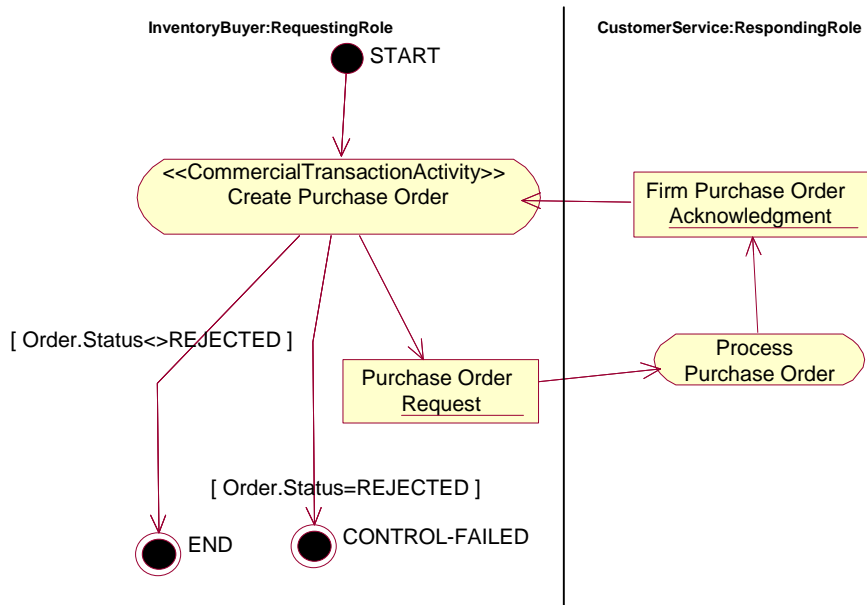 InventoryBuyer:RequestingRole
CustomerService:RespondingRole
START
<<CommercialTransactionActivity>>
Create Purchase Order
Firm Purchase Order
Acknowledgment
[ Order.Status<>REJECTED ]
Process
Purchase Order
Purchase Order
Request
[ Order.Status=REJECTED ]
END
CONTROL-FAILED